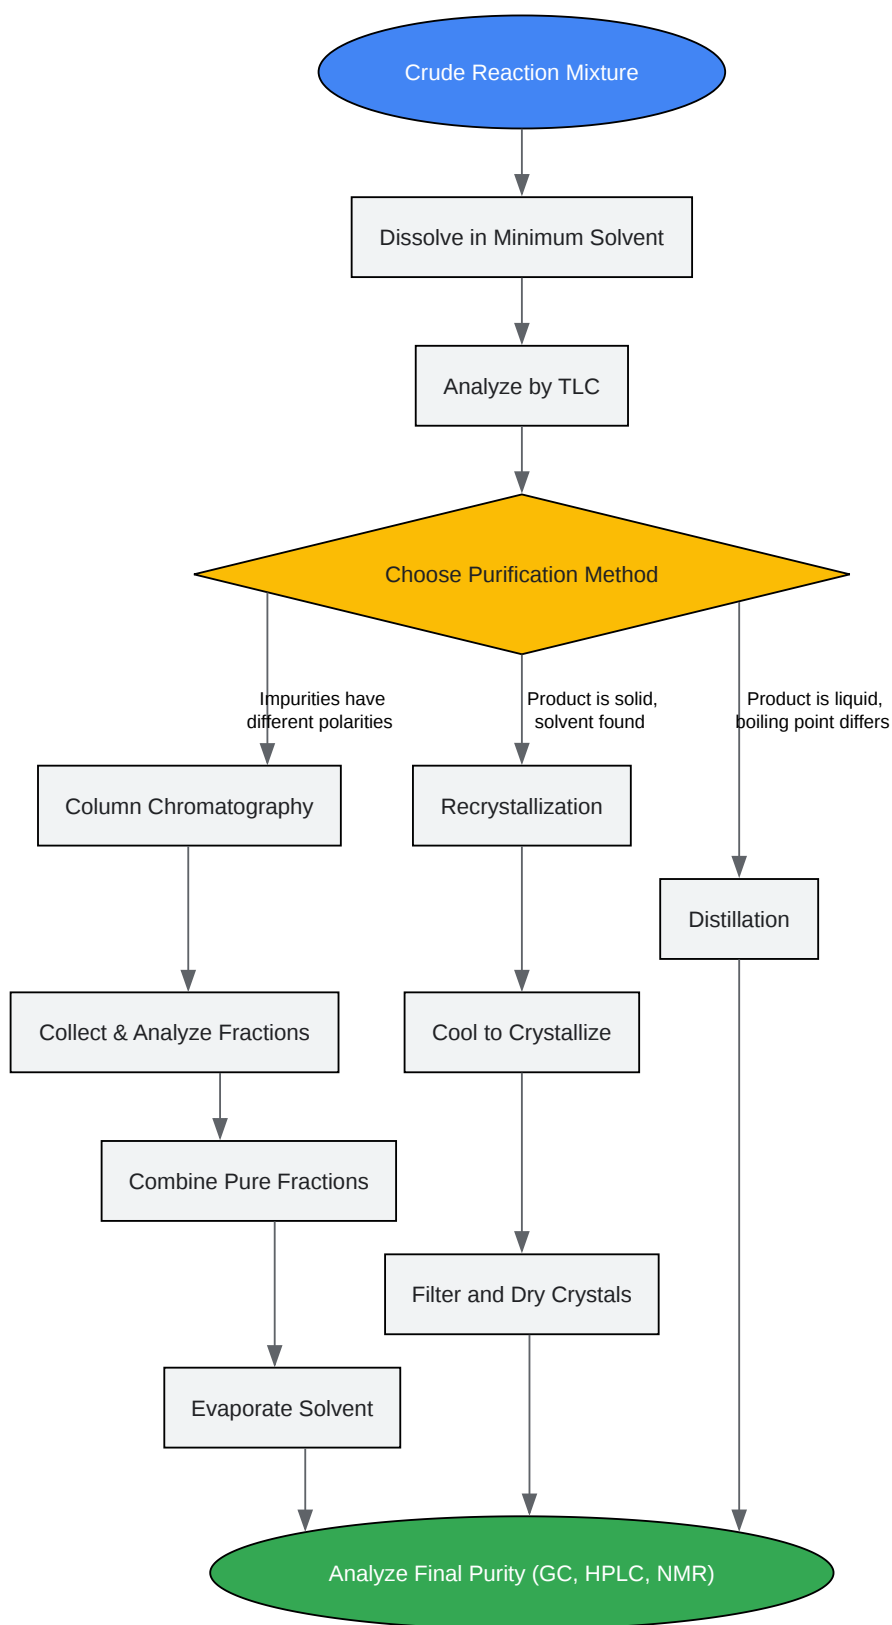 Crude Reaction Mixture
Dissolve in Minimum Solvent
Analyze by TLC
Choose Purification Method
Impurities have
different polarities
Product is solid,
solvent found
Product is liquid,
boiling point differs
Column Chromatography
Recrystallization
Distillation
Collect & Analyze Fractions
Cool to Crystallize
Combine Pure Fractions
Filter and Dry Crystals
Evaporate Solvent
Analyze Final Purity (GC, HPLC, NMR)